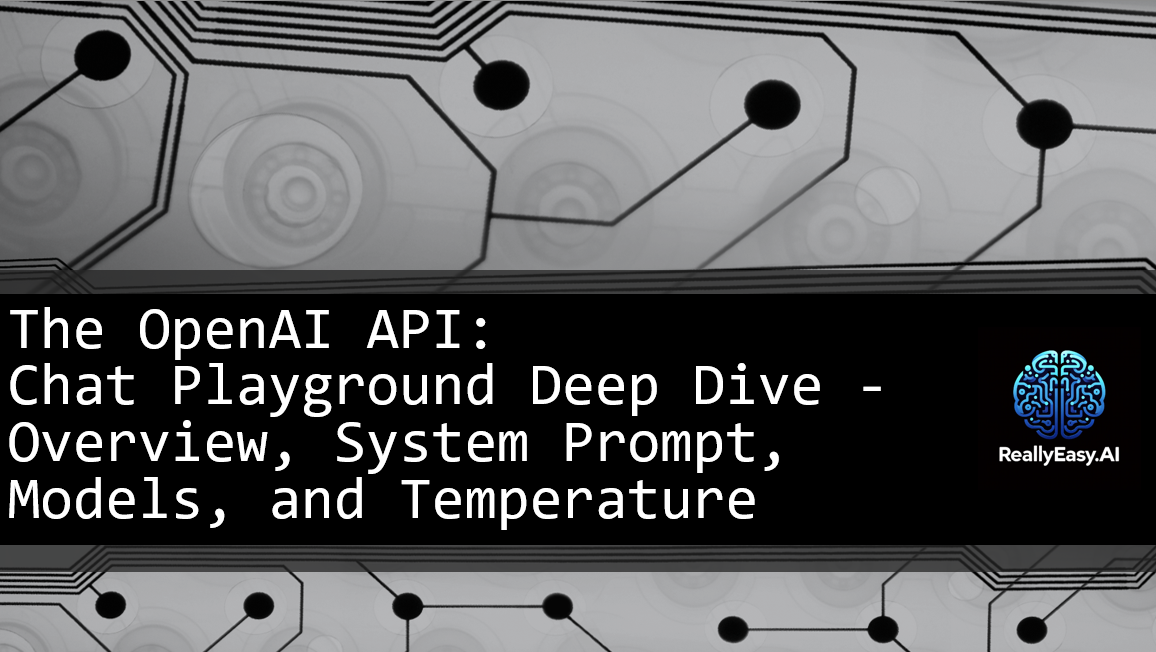 The OpenAI API:
Chat Playground Deep Dive -
Overview, System Prompt,
Models, and Temperature
ReallyEasy.AI